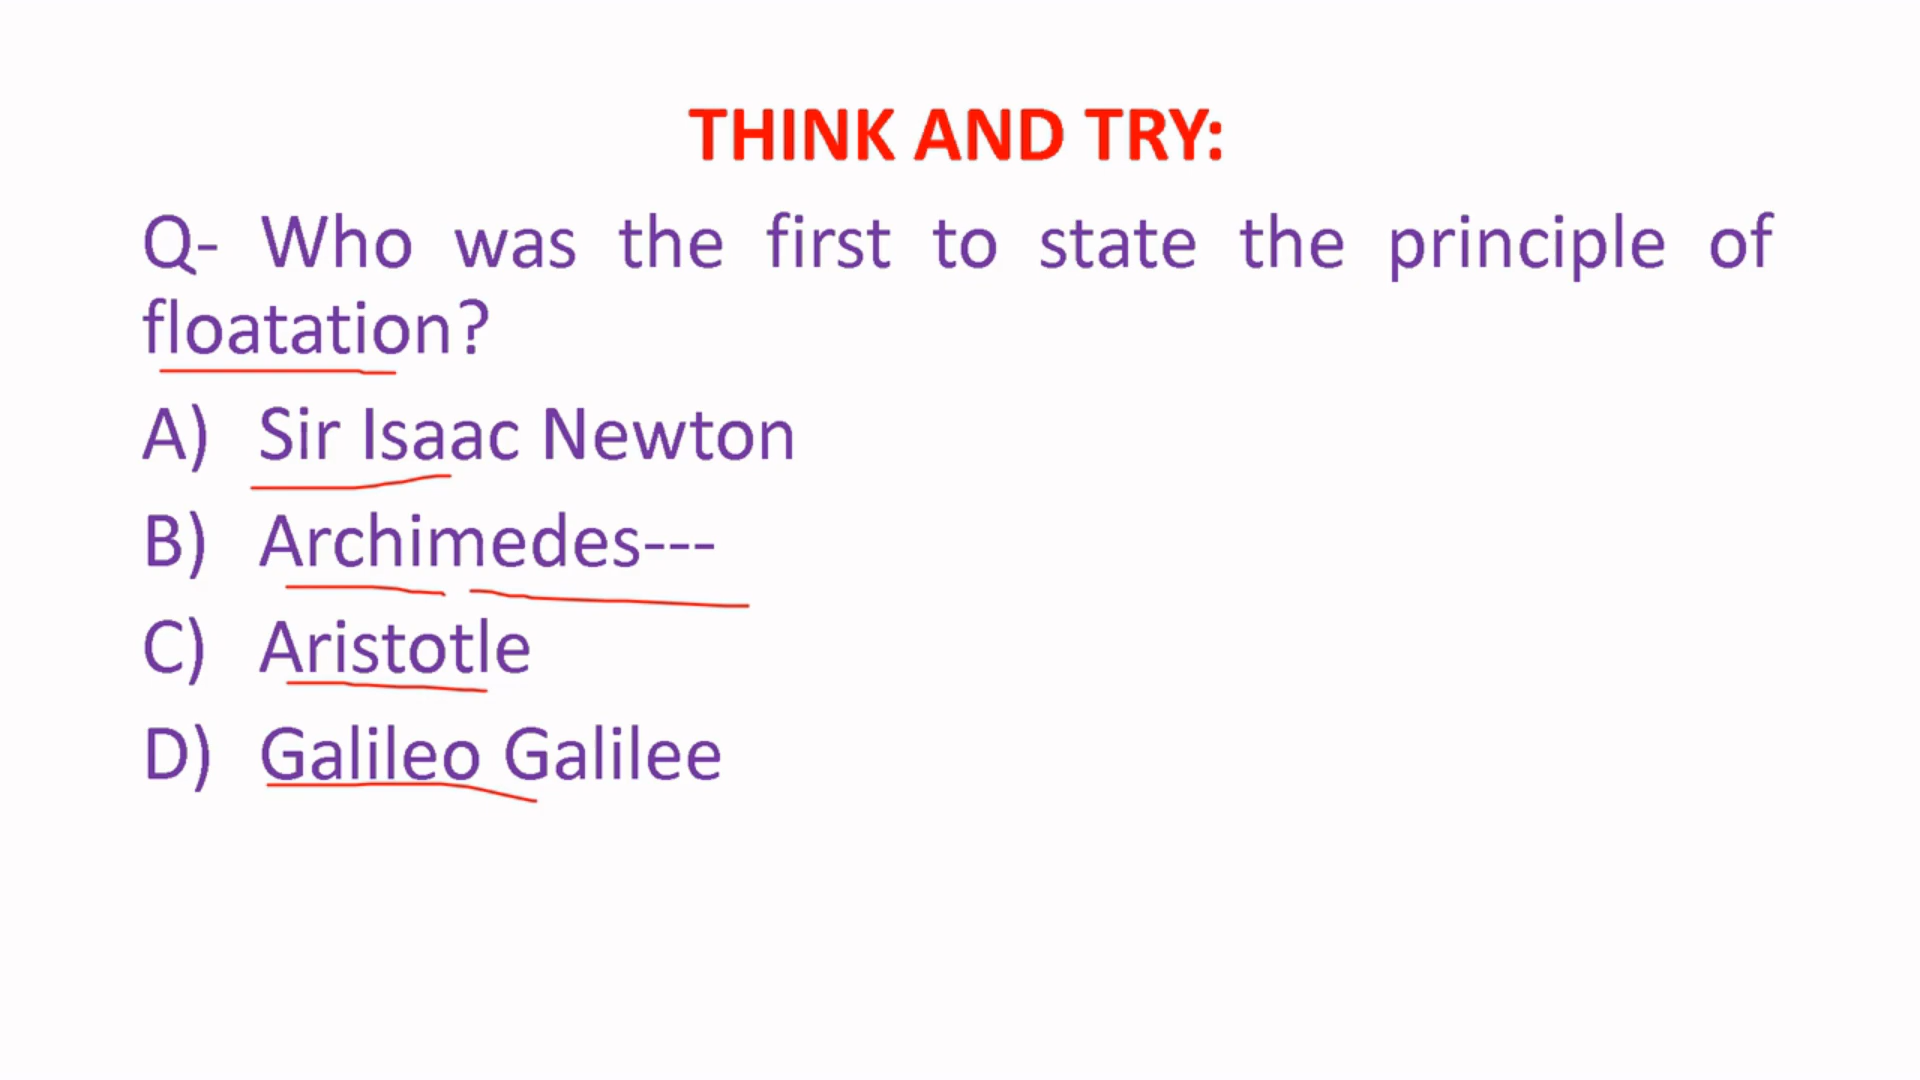 THINK AND TRY:
Q- Who was the first to state the principle of
floatation?
A) Sir Isaac Newton
B) Archimedes---
C) Aristotle
D) Galileo Galilee